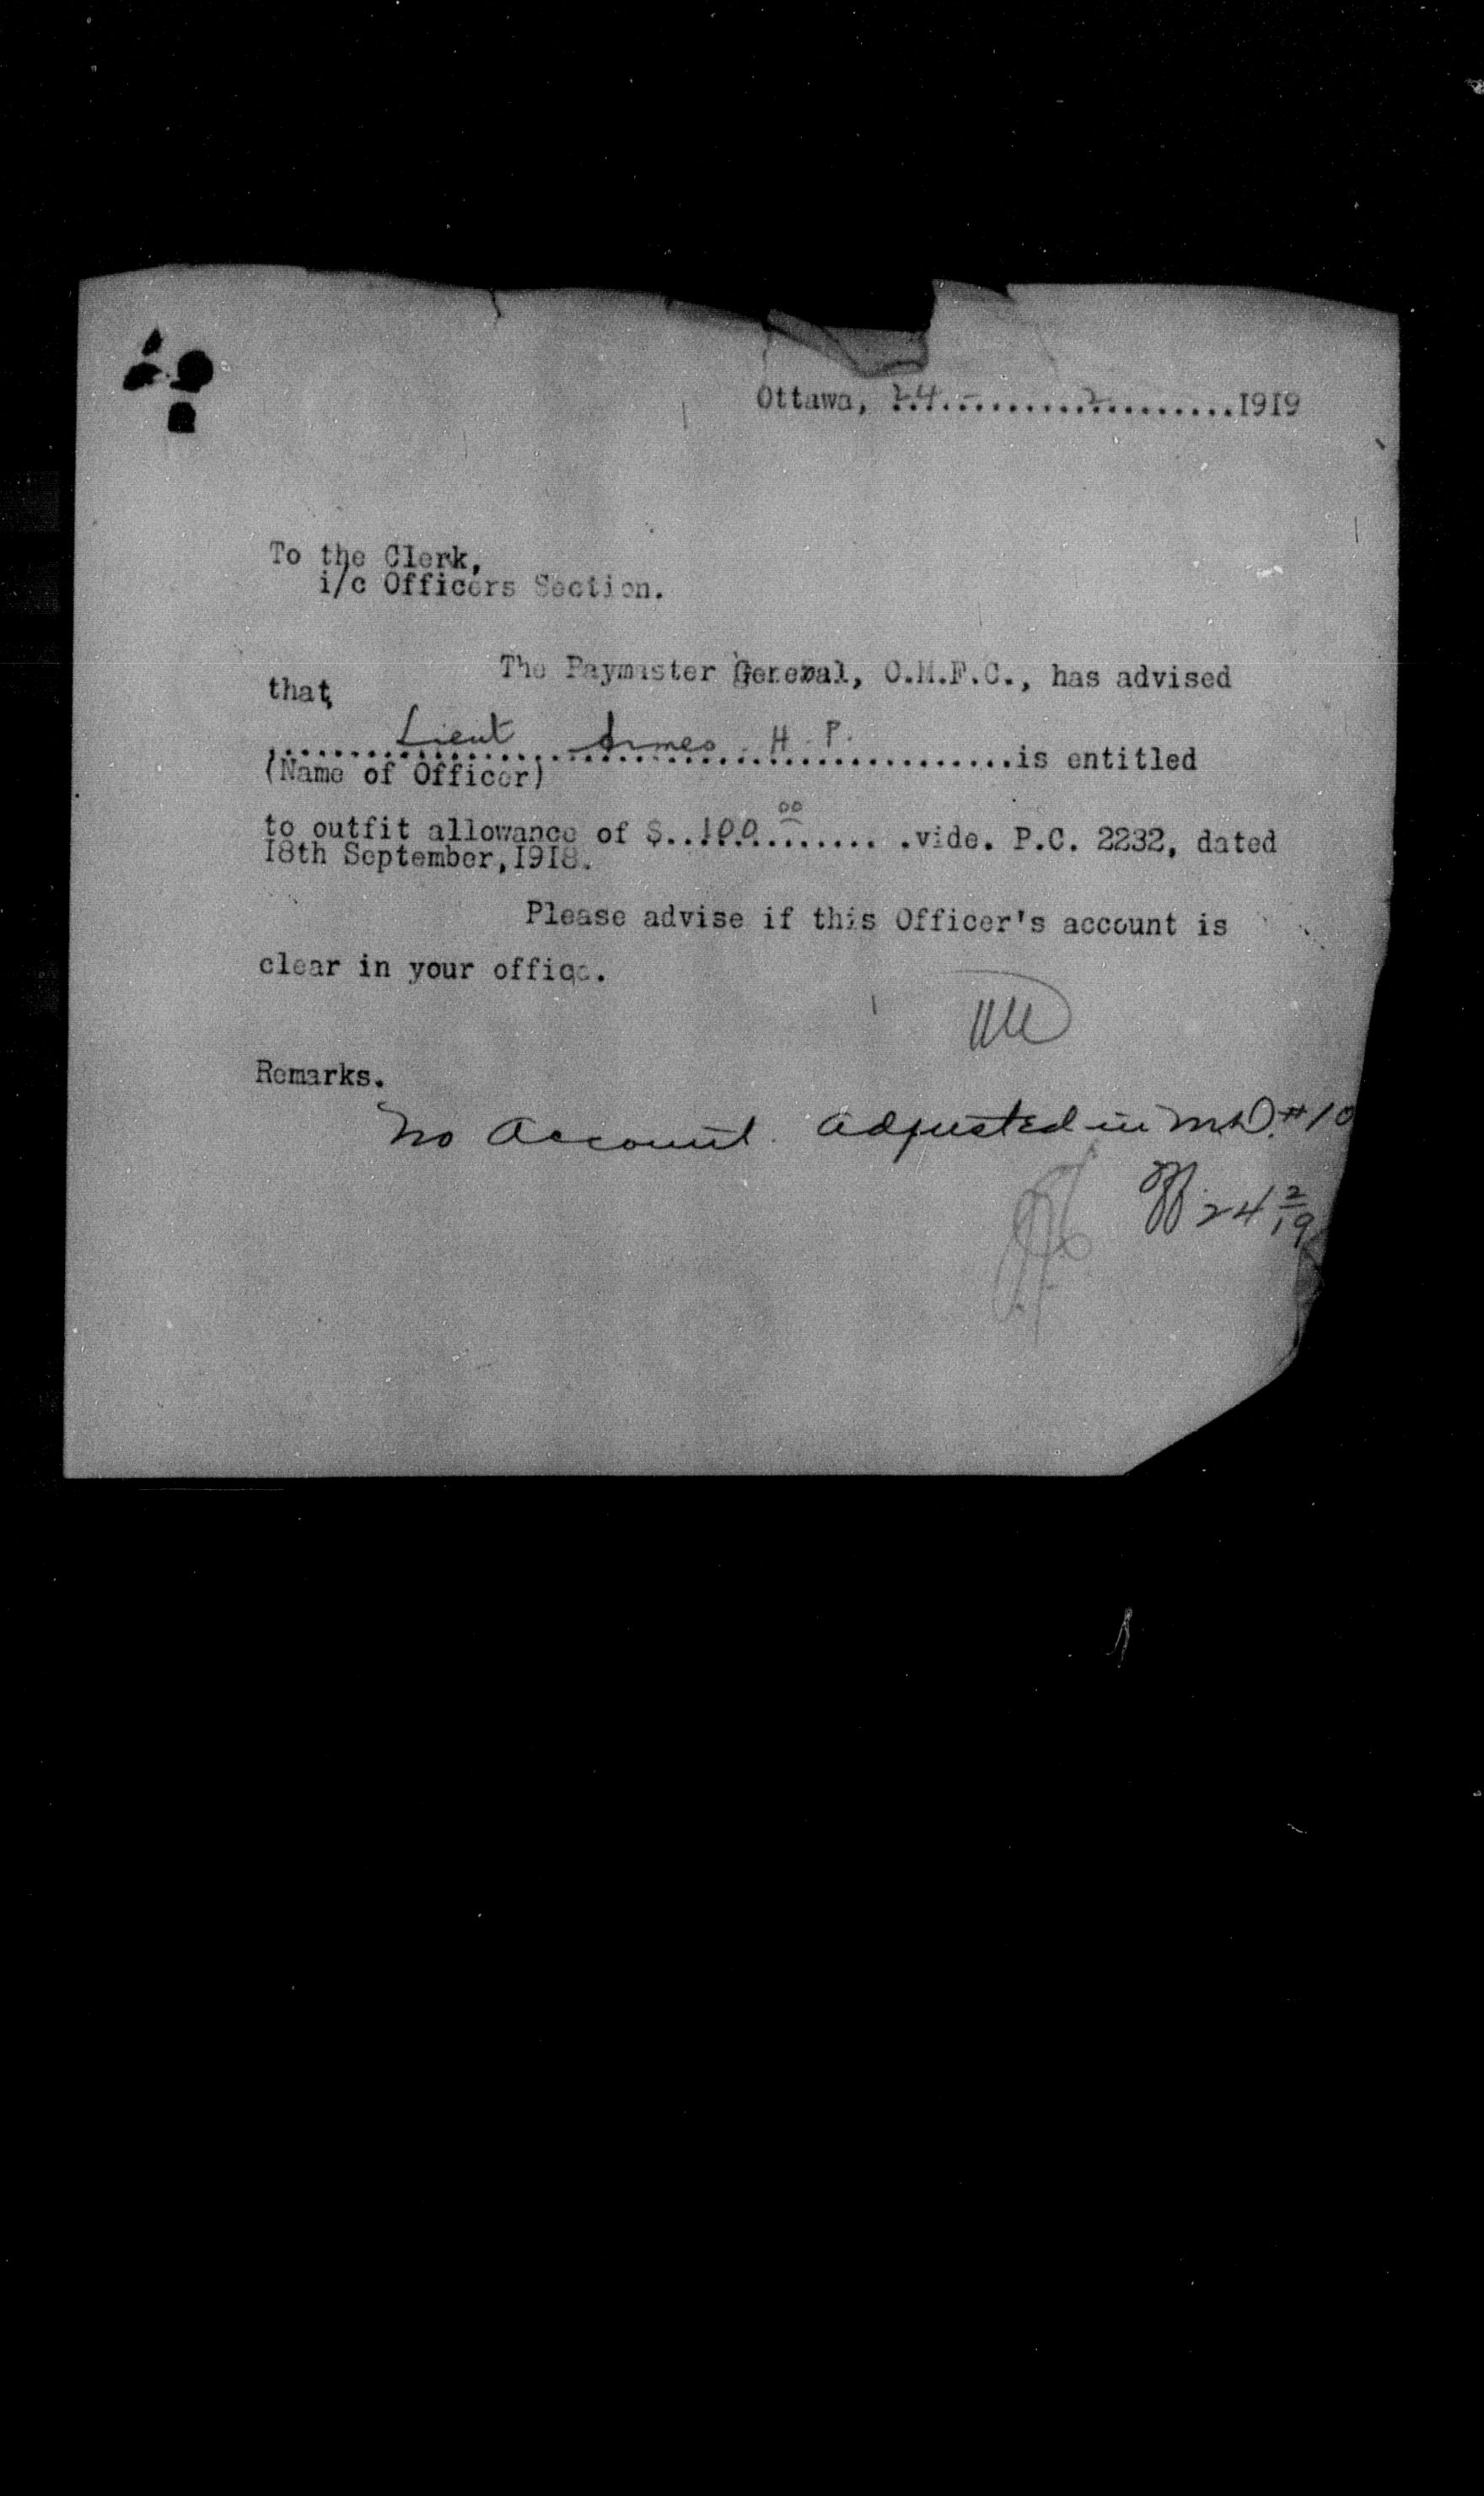 Ottawa, 24 - 2 1919
To the Clerk,
i/c Officers Section.
The Paymaster General, O.M.F.C., has advised
that,
Lieut Armes H. P. is entitled
(Name of Officer)
to outfit allowance of $ 100 00 vide. P.C. 2232, dated
18th September, 1918.
Please advise if this Officer's account is
clear in your office.
Remarks.
No Account. Adjusted in M.D. #10
24 2/19